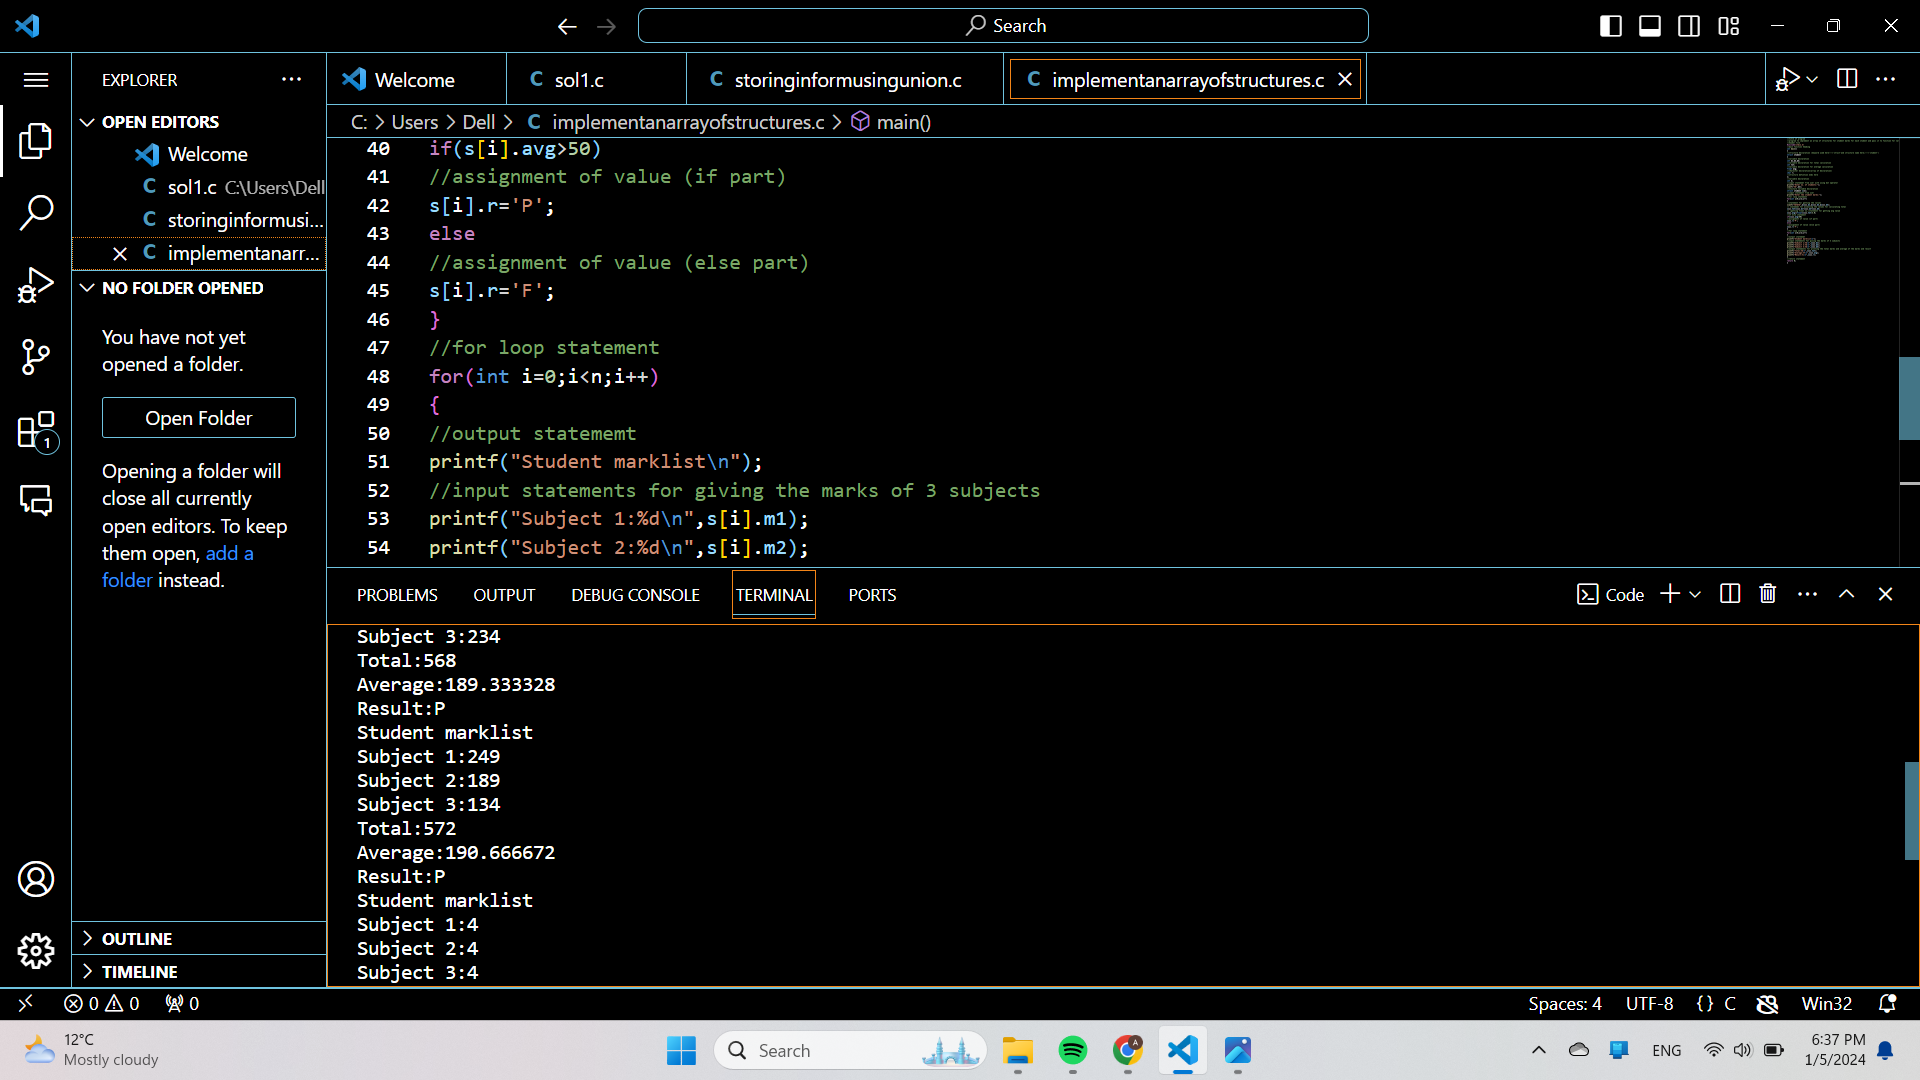 Search
EXPLORER
Welcome
sol1.c
storinginformusingunion.c
implementanarrayofstructures.c
OPEN EDITORS
Welcome
sol1.c C:\Users\Dell
storinginformusi...
implementanarr...
NO FOLDER OPENED
You have not yet
opened a folder.
Open Folder
Opening a folder will
close all currently
open editors. To keep
them open, add a
folder instead.
OUTLINE
TIMELINE
C: > Users > Dell > C implementanarrayofstructures.c > main()
40 if(s[i].avg>50)
41 //assignment of value (if part)
42 s[i].r='P';
43 else
44 //assignment of value (else part)
45 s[i].r='F';
46 }
47 //for loop statement
48 for(int i=0;i<n;i++)
49 {
50 //output statememt
51 printf("Student marklist\n");
52 //input statements for giving the marks of 3 subjects
53 printf("Subject 1:%d\n",s[i].m1);
54 printf("Subject 2:%d\n",s[i].m2);
PROBLEMS OUTPUT DEBUG CONSOLE TERMINAL PORTS
Code
Subject 3:234
Total:568
Average:189.333328
Result:P
Student marklist
Subject 1:249
Subject 2:189
Subject 3:134
Total:572
Average:190.666672
Result:P
Student marklist
Subject 1:4
Subject 2:4
Subject 3:4
1
0 0 0
Spaces: 4 UTF-8 {} C Win32
12°C
Mostly cloudy
Search
ENG
6:37 PM
1/5/2024